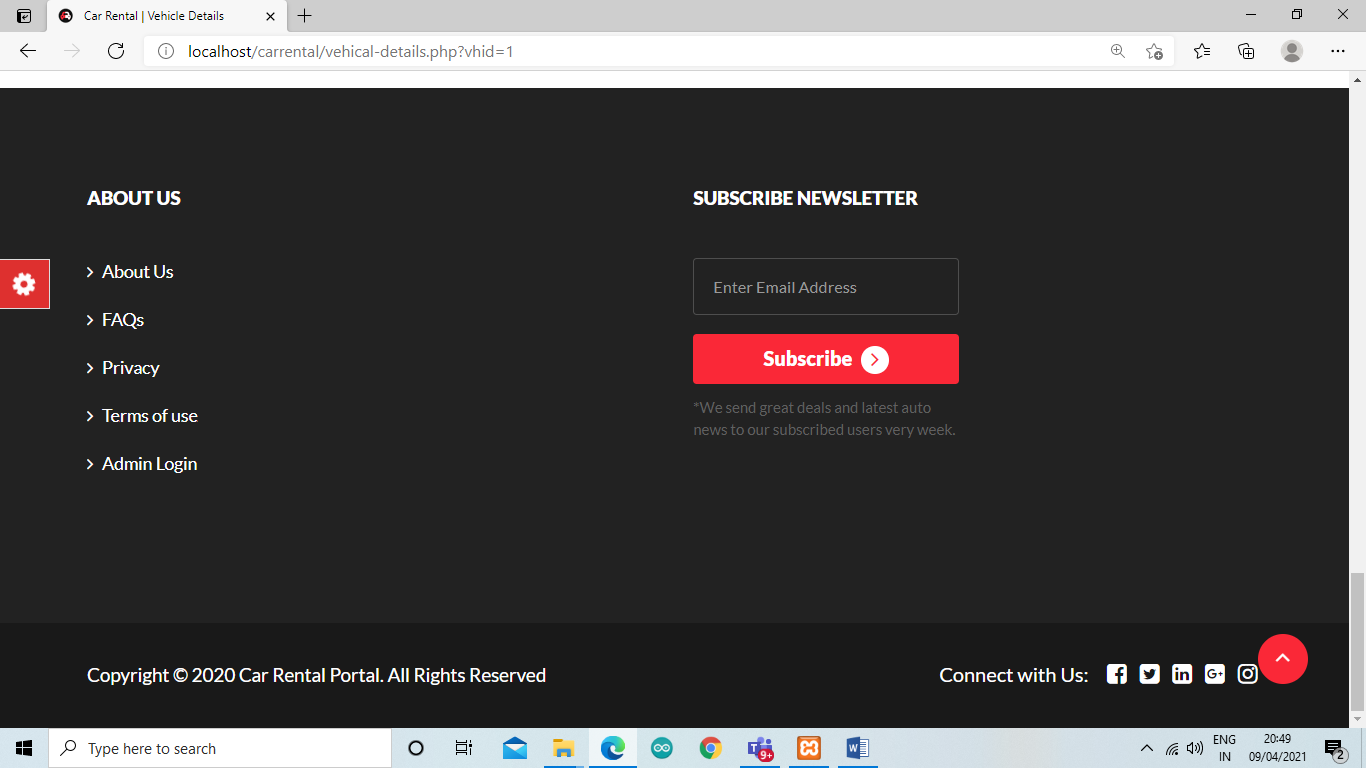 Car Rental | Vehicle Details
localhost/carrental/vehical-details.php?vhid=1
ABOUT US
About Us
FAQs
Privacy
Terms of use
Admin Login
SUBSCRIBE NEWSLETTER
Enter Email Address
Subscribe
*We send great deals and latest auto
news to our subscribed users very week.
Copyright © 2020 Car Rental Portal. All Rights Reserved
Connect with Us:
G+
Type here to search
9+
ENG
IN
20:49
09/04/2021
2